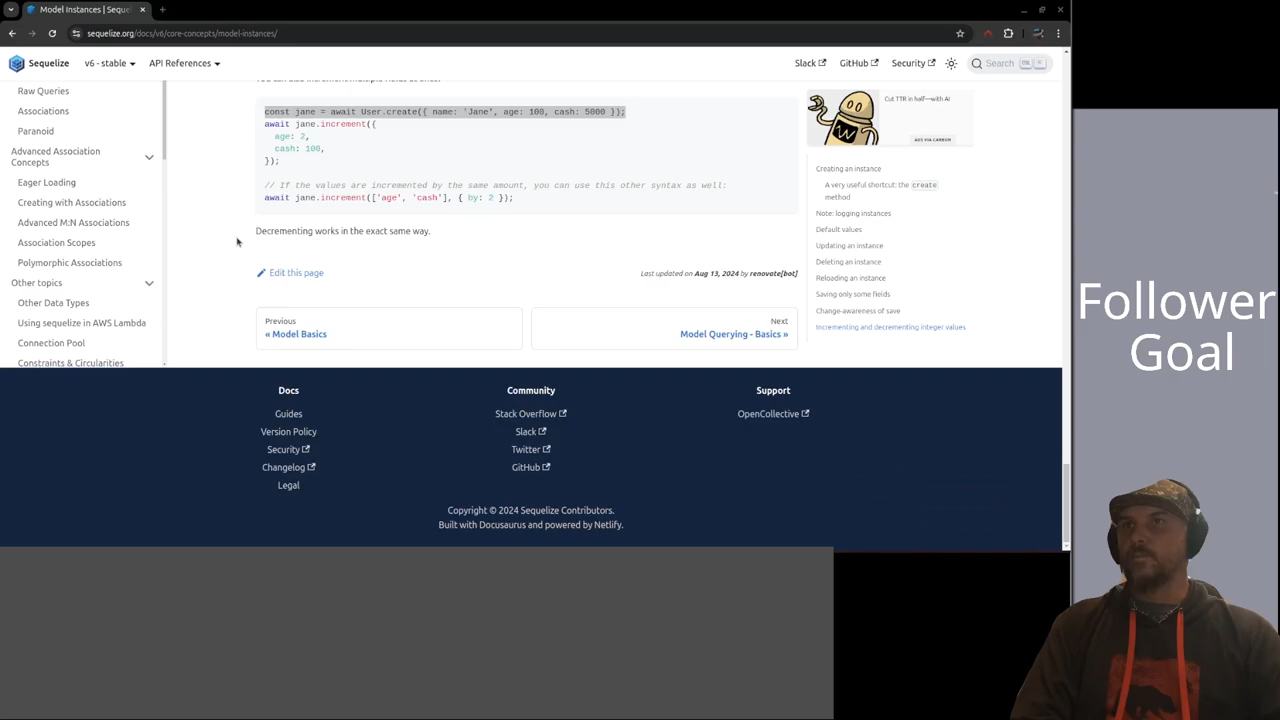 Model Instances | Seque
sequelize.org/docs/v6/core-concepts/model-instances/
Sequelize
v6 - stable
API References
Slack
GitHub
Security
Search
Raw Queries
Associations
Paranoid
Advanced Association
Concepts
Eager Loading
Creating with Associations
Advanced M:N Associations
Association Scopes
Polymorphic Associations
Other topics
Other Data Types
Using sequelize in AWS Lambda
Connection Pool
Constraints & Circularities
const jane = await User.create({ name: 'Jane', age: 100, cash: 5000 });
await jane.increment({
age: 2,
cash: 100,
});
// If the values are incremented by the same amount, you can use this other syntax as well:
await jane.increment(['age', 'cash'], { by: 2 });
Decrementing works in the exact same way.
Edit this page
Last updated on Aug 13, 2024 by renovate[bot]
Previous
« Model Basics
Next
Model Querying - Basics »
Cut TTR in half—with AI
ADS VIA CARBON
Creating an instance
A very useful shortcut: the create
method
Note: logging instances
Default values
Updating an instance
Deleting an instance
Reloading an instance
Saving only some fields
Change-awareness of save
Incrementing and decrementing integer values
Docs
Guides
Version Policy
Security
Changelog
Legal
Community
Stack Overflow
Slack
Twitter
GitHub
Support
OpenCollective
Copyright © 2024 Sequelize Contributors.
Built with Docusaurus and powered by Netlify.
Follower
Goal